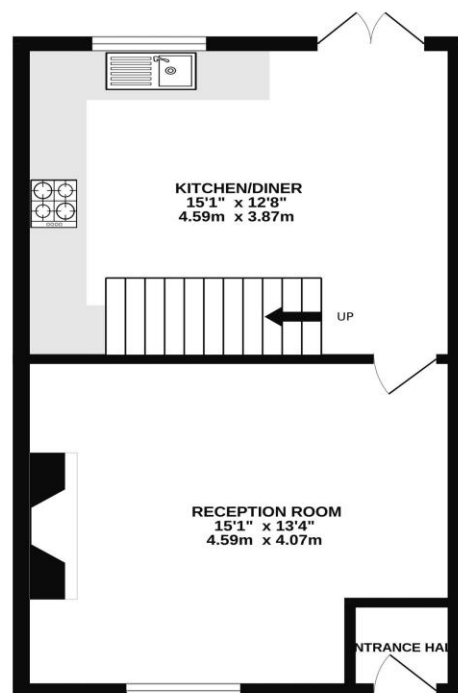 KITCHEN/DINER
15'1" x 12'8"
4.59m x 3.87m
UP
RECEPTION ROOM
15'1" x 13'4"
4.59m x 4.07m
NTRANCE HAL